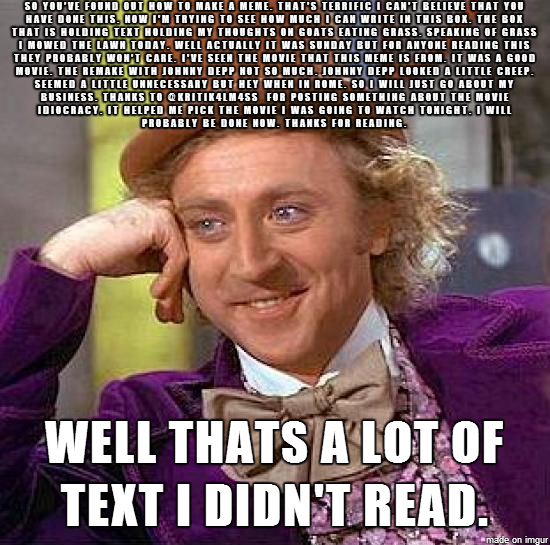 SO YOU'VE FOUND OUT HOW TO MAKE A MEME. THAT'S TERRIFIC I CAN'T BELIEVE THAT YOU
HAVE DONE THIS. NOW I'M TRYING TO SEE HOW MUCH I CAN WRITE IN THIS BOX. THE BOX
THAT IS HOLDING TEXT HOLDING MY THOUGHTS ON GOATS EATING GRASS. SPEAKING OF GRASS
I MOWED THE LAWN TODAY. WELL ACTUALLY IT WAS SUNDAY BUT FOR ANYONE READING THIS
THEY PROBABLY WON'T CARE. I'VE SEEN THE MOVIE THAT THIS MEME IS FROM. IT WAS A GOOD
MOVIE. THE REMAKE WITH JOHNNY DEPP NOT SO MUCH. JOHNNY DEPP LOOKED A LITTLE CREEP.
SEEMED A LITTLE UNNECESSARY BUT HEY WHEN IN ROME. SO I WILL JUST GO ABOUT MY
BUSINESS. THANKS TO @KRITIK4LM4SS FOR POSTING SOMETHING ABOUT THE MOVIE
IDIOCRACY. IT HELPED ME PICK THE MOVIE I WAS GOING TO WATCH TONIGHT. I WILL
PROBABLY BE DONE NOW. THANKS FOR READING.
WELL THATS A LOT OF
TEXT I DIDN'T READ.
made on imgur